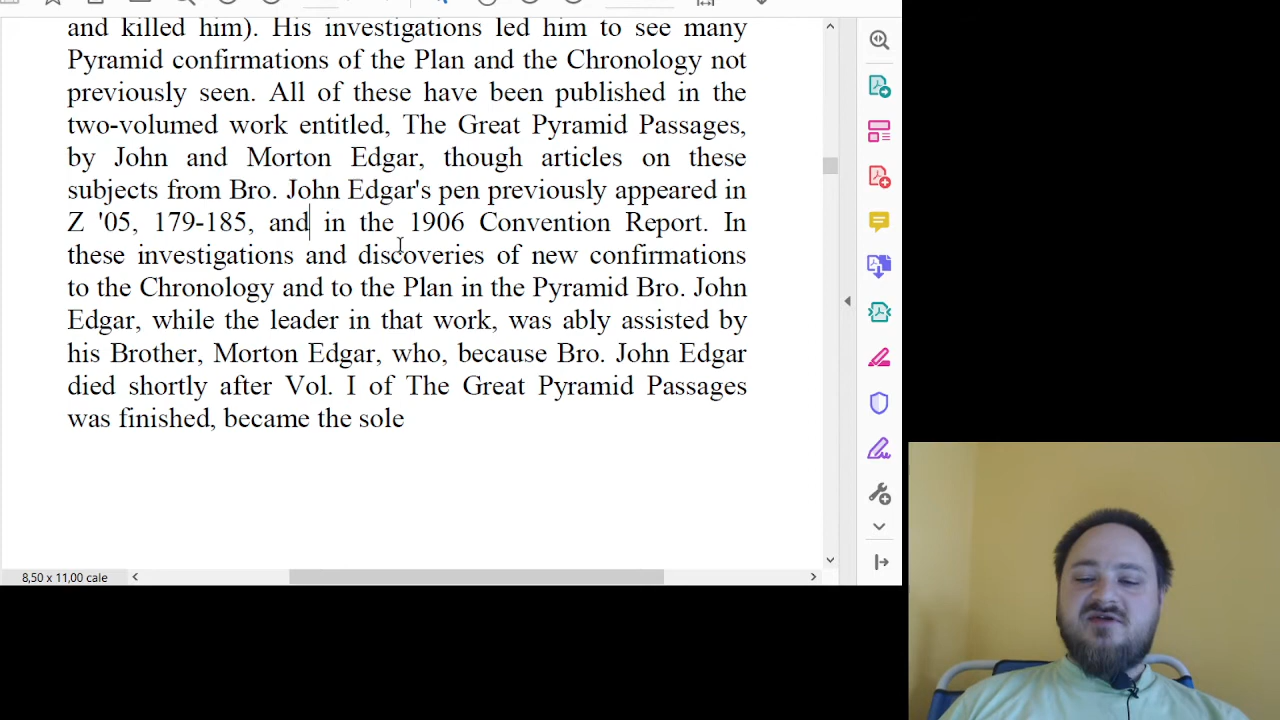 and killed him). His investigations led him to see many
Pyramid confirmations of the Plan and the Chronology not
previously seen. All of these have been published in the
two-volumed work entitled, The Great Pyramid Passages,
by John and Morton Edgar, though articles on these
subjects from Bro. John Edgar's pen previously appeared in
Z '05, 179-185, and in the 1906 Convention Report. In
these investigations and discoveries of new confirmations
to the Chronology and to the Plan in the Pyramid Bro. John
Edgar, while the leader in that work, was ably assisted by
his Brother, Morton Edgar, who, because Bro. John Edgar
died shortly after Vol. I of The Great Pyramid Passages
was finished, became the sole
8,50 x 11,00 cale